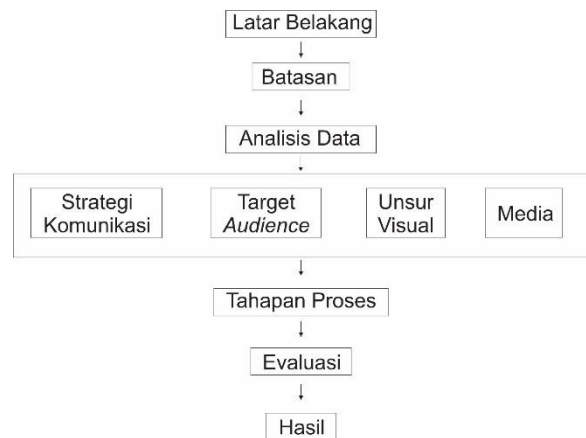 Latar Belakang
Batasan
Analisis Data
Strategi
Komunikasi
Target
Audience
Unsur
Visual
Media
Tahapan Proses
Evaluasi
Hasil